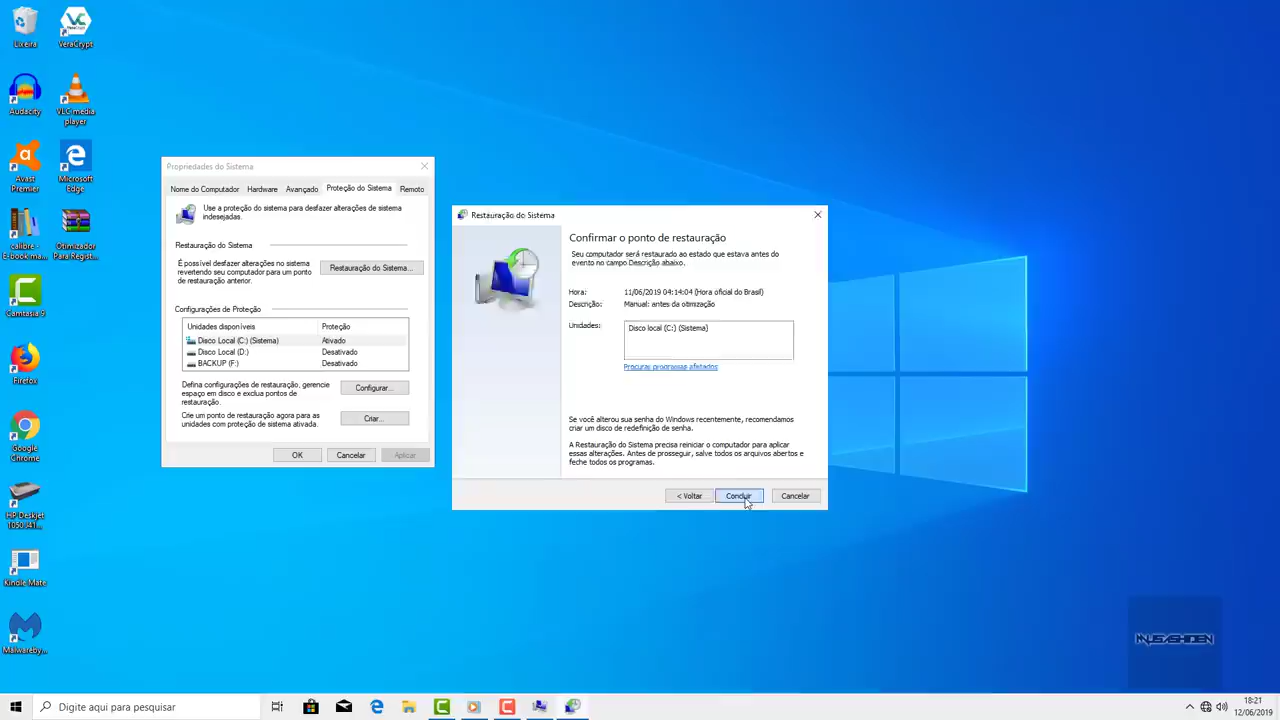 Lixeira
VeraCrypt
Audacity
VLC media
player
Avast
Premier
Microsoft
Edge
calibre -
E-book ma...
Otimizador
Para Regist...
Camtasia 9
Firefox
Google
Chrome
HP Deskjet
1050 J41...
Kindle Mate
Malwareby...
Propriedades do Sistema
Nome do Computador
Hardware
Avançado
Proteção do Sistema
Remoto
Use a proteção do sistema para desfazer alterações de sistema
indesejadas.
Restauração do Sistema
É possível desfazer alterações no sistema
revertendo seu computador para um ponto
de restauração anterior.
Restauração do Sistema...
Configurações de Proteção
Unidades disponíveis
Proteção
Disco Local (C:) (Sistema)
Ativado
Disco Local (D:)
Desativado
BACKUP (F:)
Desativado
Defina configurações de restauração, gerencie
espaço em disco e exclua pontos de
restauração.
Configurar...
Crie um ponto de restauração agora para as
unidades com proteção de sistema ativada.
Criar...
OK
Cancelar
Aplicar
Restauração do Sistema
Confirmar o ponto de restauração
Seu computador será restaurado ao estado que estava antes do
evento no campo Descrição abaixo.
Hora:
11/06/2019 04:14:04 (Hora oficial do Brasil)
Descrição:
Manual: antes da otimização
Unidades:
Disco local (C:) (Sistema)
Procurar programas afetados
Se você alterou sua senha do Windows recentemente, recomendamos
criar um disco de redefinição de senha.
A Restauração do Sistema precisa reiniciar o computador para aplicar
essas alterações. Antes de prosseguir, salve todos os arquivos abertos e
feche todos os programas.
< Voltar
Concluir
Cancelar
Digite aqui para pesquisar
18:21
12/06/2019